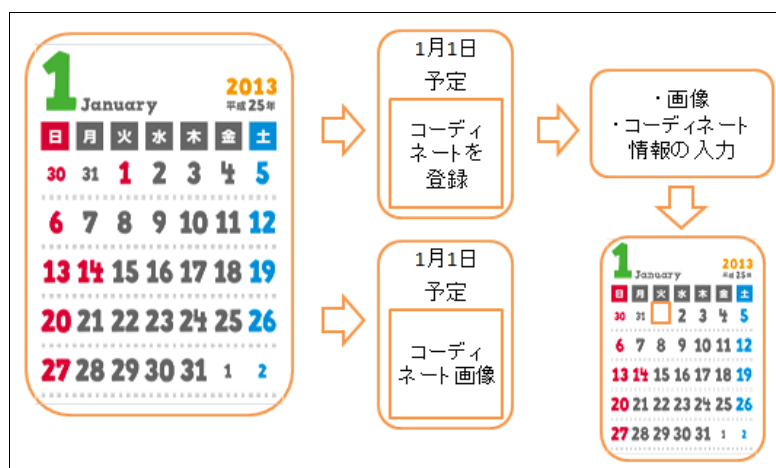 1
January
2013
平成25年
日 月 火 水 木 金 土
30 31 1 2 3 4 5
6 7 8 9 10 11 12
13 14 15 16 17 18 19
20 21 22 23 24 25 26
27 28 29 30 31 1 2
1月1日
予定
コーディ
ネートを
登録
・画像
・コーディネート
情報の入力
1月1日
予定
コーディ
ネート画像
1
January
2013
平成25年
日 月 火 水 木 金 土
30 31 2 3 4 5
6 7 8 9 10 11 12
13 14 15 16 17 18 19
20 21 22 23 24 25 26
27 28 29 30 31 1 2